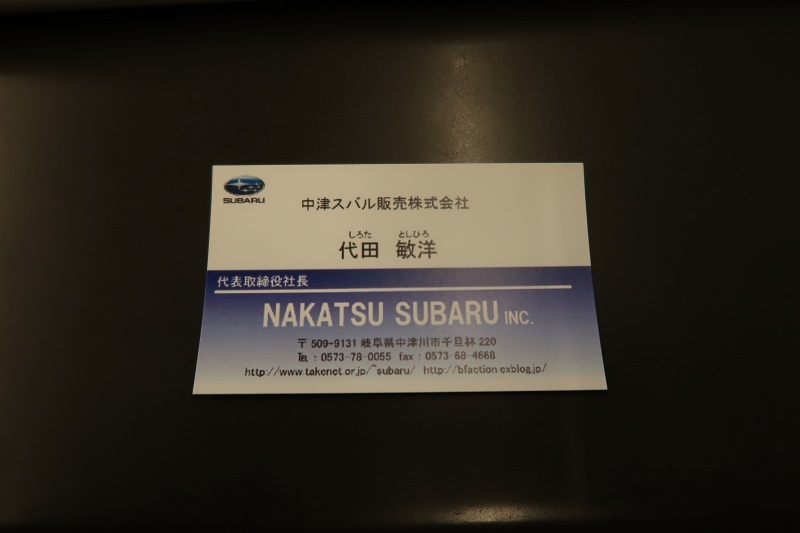 SUBARU
中津スバル販売株式会社
しろた としひろ
代田 敏洋
代表取締役社長
NAKATSU SUBARU INC.
〒509-9131 岐阜県中津川市千旦林 220
TEL : 0573-78-0055 fax : 0573-68-4668
http://www.takenet.or.jp/~subaru/ http://bfaction.exblog.jp/